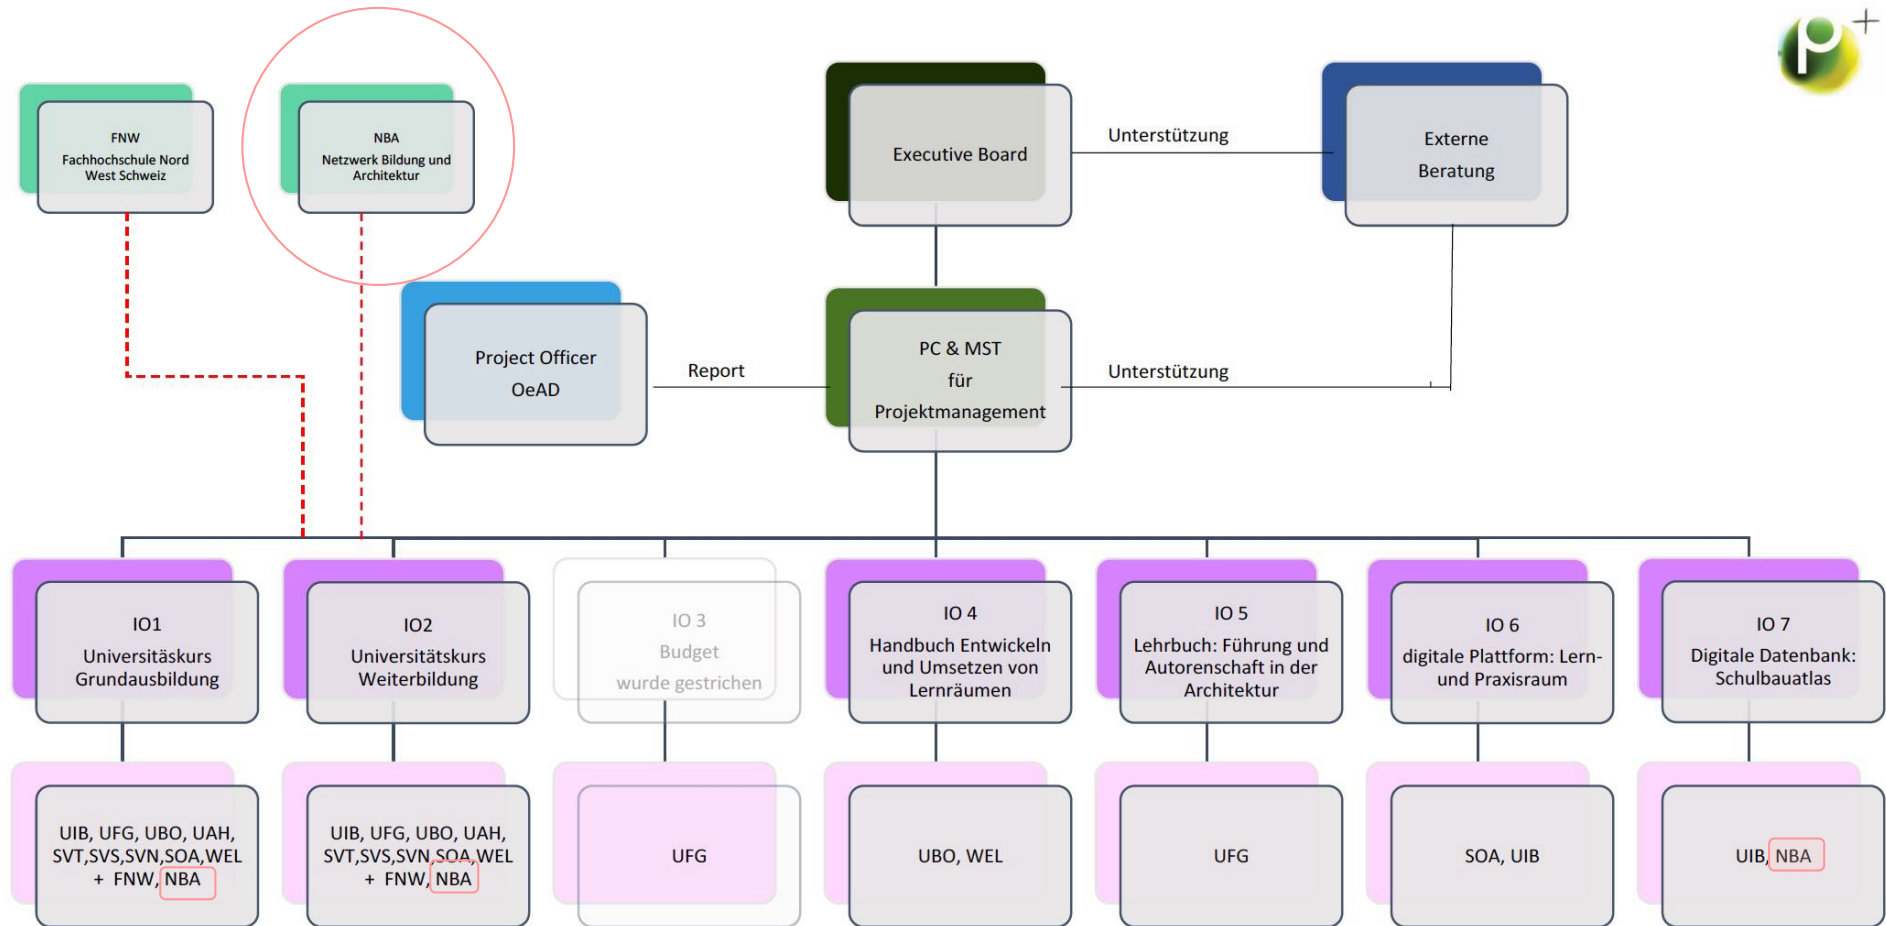 p+
FNW
Fachhochschule Nord
West Schweiz
NBA
Netzwerk Bildung und
Architektur
Executive Board
Unterstützung
Externe
Beratung
Project Officer
OeAD
Report
PC & MST
für
Projektmanagement
Unterstützung
IO1
Universitäskurs
Grundausbildung
IO2
Universitätskurs
Weiterbildung
IO 3
Budget
wurde gestrichen
IO 4
Handbuch Entwickeln
und Umsetzen von
Lernräumen
IO 5
Lehrbuch: Führung und
Autorenschaft in der
Architektur
IO 6
digitale Plattform: Lern-
und Praxisraum
IO 7
Digitale Datenbank:
Schulbauatlas
UIB, UFG, UBO, UAH,
SVT,SVS,SVN,SOA,WEL
+ FNW, NBA
UIB, UFG, UBO, UAH,
SVT,SVS,SVN,SOA,WEL
+ FNW, NBA
UFG
UBO, WEL
UFG
SOA, UIB
UIB, NBA